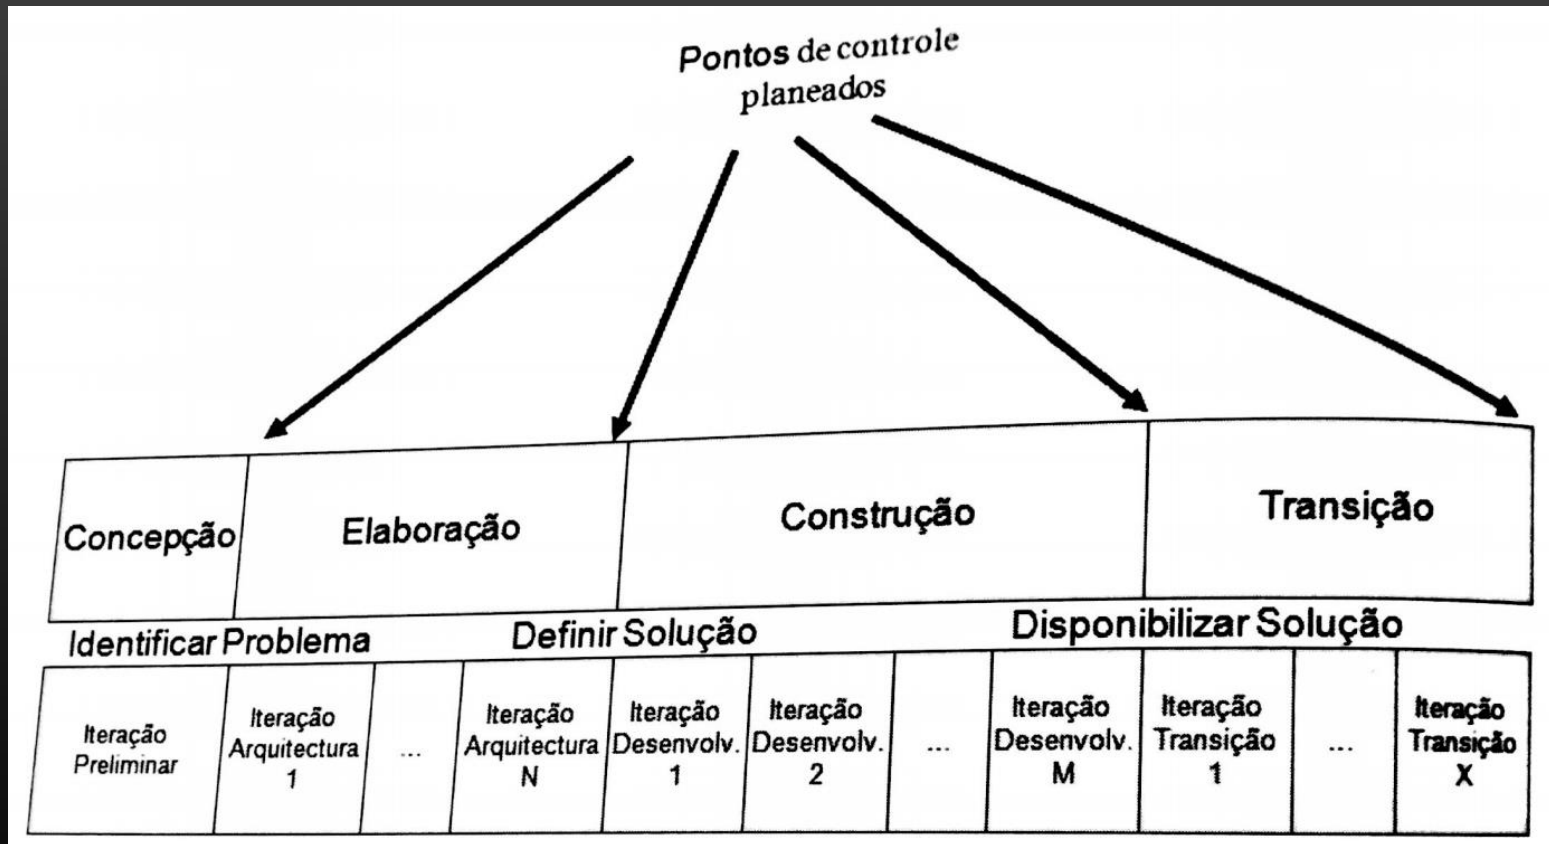 Pontos de controle
planeados
Concepção
Elaboração
Construção
Transição
Identificar Problema
Definir Solução
Disponibilizar Solução
Iteração
Preliminar
Iteração
Arquitectura
1
...
Iteração
Arquitectura
N
Iteração
Desenvolv.
1
Iteração
Desenvolv.
2
...
Iteração
Desenvolv.
M
Iteração
Transição
1
...
Iteração
Transição
X